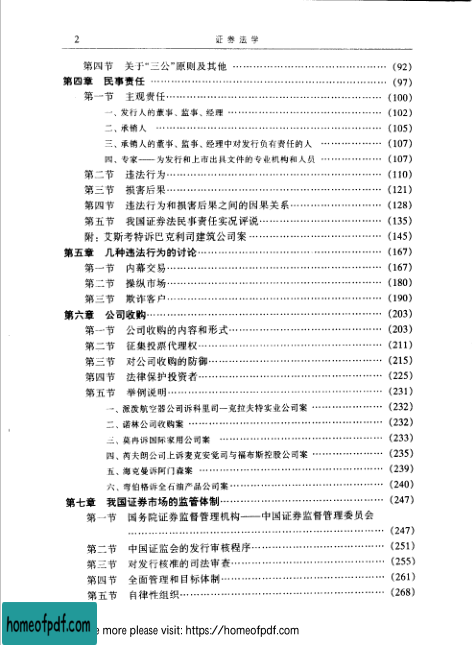 2 证券法学
第四节 关于“三公”原则及其他 ………………………………… (92)
第四章 民事责任 ………………………………… (97)
第一节 主观责任………………………………… (100)
一、发行人的董事、监事、经理 ………………………………… (102)
二、承销人 ………………………………… (105)
三、承销人的董事、监事、经理中对发行负有责任的人 ……………… (107)
四、专家——为发行和上市出具文件的专业机构和人员 ……………… (107)
第二节 违法行为………………………………… (110)
第三节 损害后果………………………………… (121)
第四节 违法行为和损害后果之间的因果关系………………… (128)
第五节 我国证券法民事责任实况评说………………………… (135)
附:艾斯考特诉巴克利司建筑公司案 ………………………… (145)
第五章 几种违法行为的讨论………………………………… (167)
第一节 内幕交易………………………………… (167)
第二节 操纵市场………………………………… (180)
第三节 欺诈客户………………………………… (190)
第六章 公司收购………………………………… (203)
第一节 公司收购的内容和形式………………………………… (203)
第二节 征集投票代理权………………………………… (211)
第三节 对公司收购的防御………………………………… (215)
第四节 法律保护投资者………………………………… (225)
第五节 举例说明………………………………… (231)
一、派泼航空器公司诉科里司—克拉夫特实业公司案 ……………… (232)
二、诺林公司收购案 ………………………………… (232)
三、莫冉诉国际家用公司案 ………………………………… (233)
四、芮夫朗公司上诉麦克安觉司与福布斯控股公司案 ……………… (235)
五、海克曼诉阿门森案 ………………………………… (239)
六、弯伯格诉全石油产品公司案………………………………… (240)
第七章 我国证券市场的监管体制………………………………… (247)
第一节 国务院证券监督管理机构——中国证券监督管理委员会
………………………………… (247)
第二节 中国证监会的发行审核程序………………………… (251)
第三节 对发行核准的司法审查………………………………… (255)
第四节 全面管理和目标体制………………………………… (261)
第五节 自律性组织………………………………… (268)
homeofpdf.com
e more please visit: https://homeofpdf.com